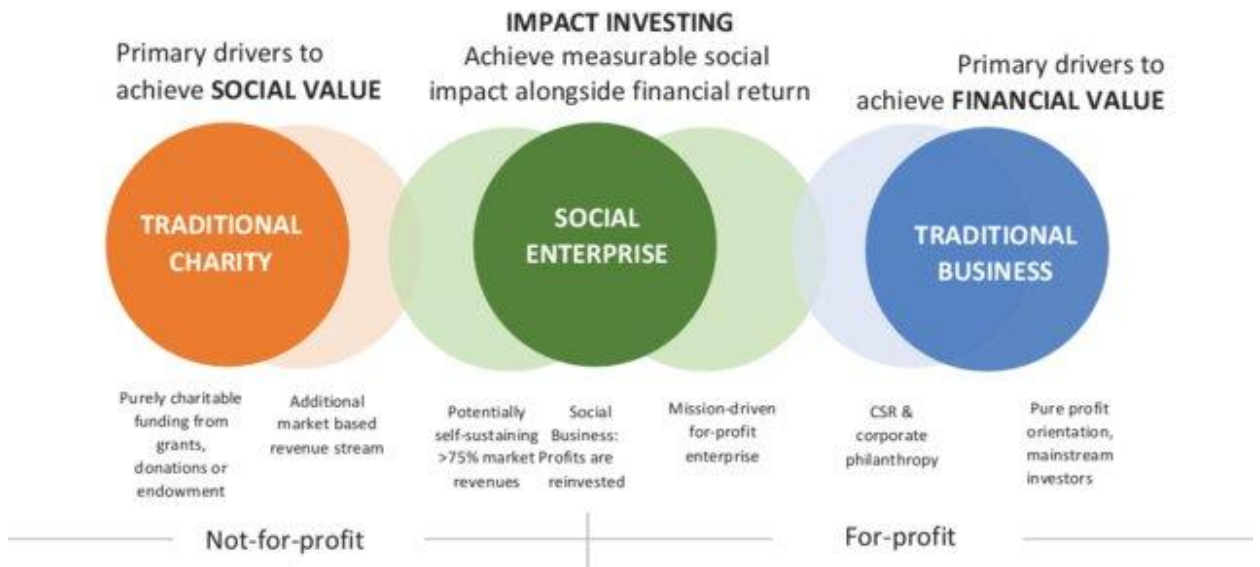 Primary drivers to
achieve SOCIAL VALUE
IMPACT INVESTING
Achieve measurable social
impact alongside financial return
Primary drivers to
achieve FINANCIAL VALUE
TRADITIONAL
CHARITY
SOCIAL
ENTERPRISE
TRADITIONAL
BUSINESS
Purely charitable
funding from
grants,
donations or
endowment
Additional
market based
revenue stream
Potentially
self-sustaining
>75% market
revenues
Social
Business:
Profits are
reinvested
Mission-driven
for-profit
enterprise
CSR &
corporate
philanthropy
Pure profit
orientation,
mainstream
investors
Not-for-profit
For-profit